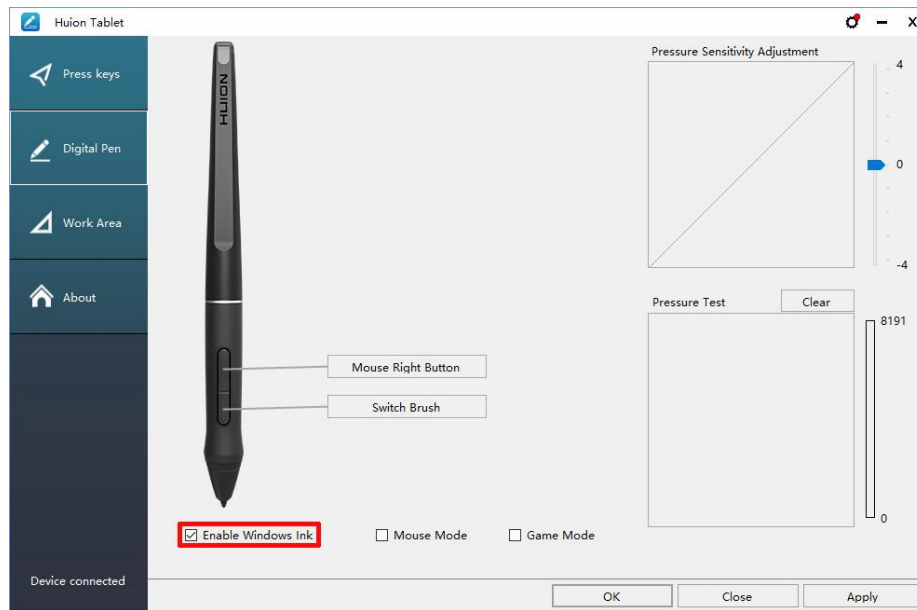 Huion Tablet
Press keys
Digital Pen
Work Area
About
Device connected
HUION
Mouse Right Button
Switch Brush
Enable Windows Ink
Mouse Mode
Game Mode
Pressure Sensitivity Adjustment
4
0
-4
Pressure Test
Clear
8191
0
OK
Close
Apply